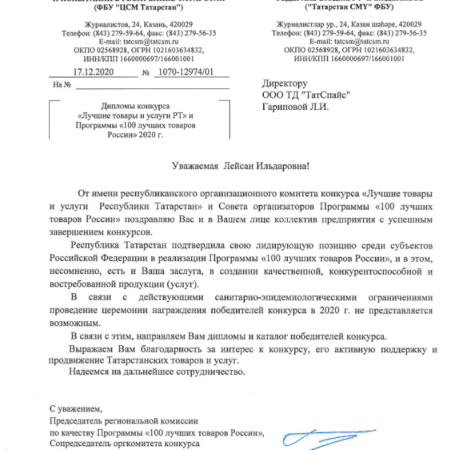 (ФБУ "ЦСМ Татарстан")
("Татарстан СМҮ" ФБУ)
Журналистов, 24, Казань, 420029
Телефон: (843) 279-59-64, факс: (843) 279-56-35
E-mail: tatcsm@tatcsm.ru
ОКПО 02568928, ОГРН 1021603634832,
ИНН/КПП 1660000697/166001001
Журналистлар ур., 24, Казан шәһәре, 420029
Телефон: (843) 279-59-64, факс: (843) 279-56-35
E-mail: tatcsm@tatcsm.ru
ОКПО 02568928, ОГРН 1021603634832,
ИНН/КПП 1660000697/166001001
17.12.2020 № 1070-12974/01
На №
Дипломы конкурса
«Лучшие товары и услуги РТ» и
Программы «100 лучших товаров
России» 2020 г.
Директору
ООО ТД "ТатСпайс"
Гариповой Л.И.
Уважаемая Лейсан Ильдаровна!
От имени республиканского организационного комитета конкурса «Лучшие товары
и услуги Республики Татарстан» и Совета организаторов Программы «100 лучших
товаров России» поздравляю Вас и в Вашем лице коллектив предприятия с успешным
завершением конкурсов.
Республика Татарстан подтвердила свою лидирующую позицию среди субъектов
Российской Федерации в реализации Программы «100 лучших товаров России», и в этом,
несомненно, есть и Ваша заслуга, в создании качественной, конкурентоспособной и
востребованной продукции (услуг).
В связи с действующими санитарно-эпидемиологическими ограничениями
проведение церемонии награждения победителей конкурса в 2020 г. не представляется
возможным.
В связи с этим, направляем Вам дипломы и каталог победителей конкурса.
Выражаем Вам благодарность за интерес к конкурсу, его активную поддержку и
продвижение Татарстанских товаров и услуг.
Надеемся на дальнейшее сотрудничество.
С уважением,
Председатель региональной комиссии
по качеству Программы «100 лучших товаров России»,
Сопредседатель оргкомитета конкурса